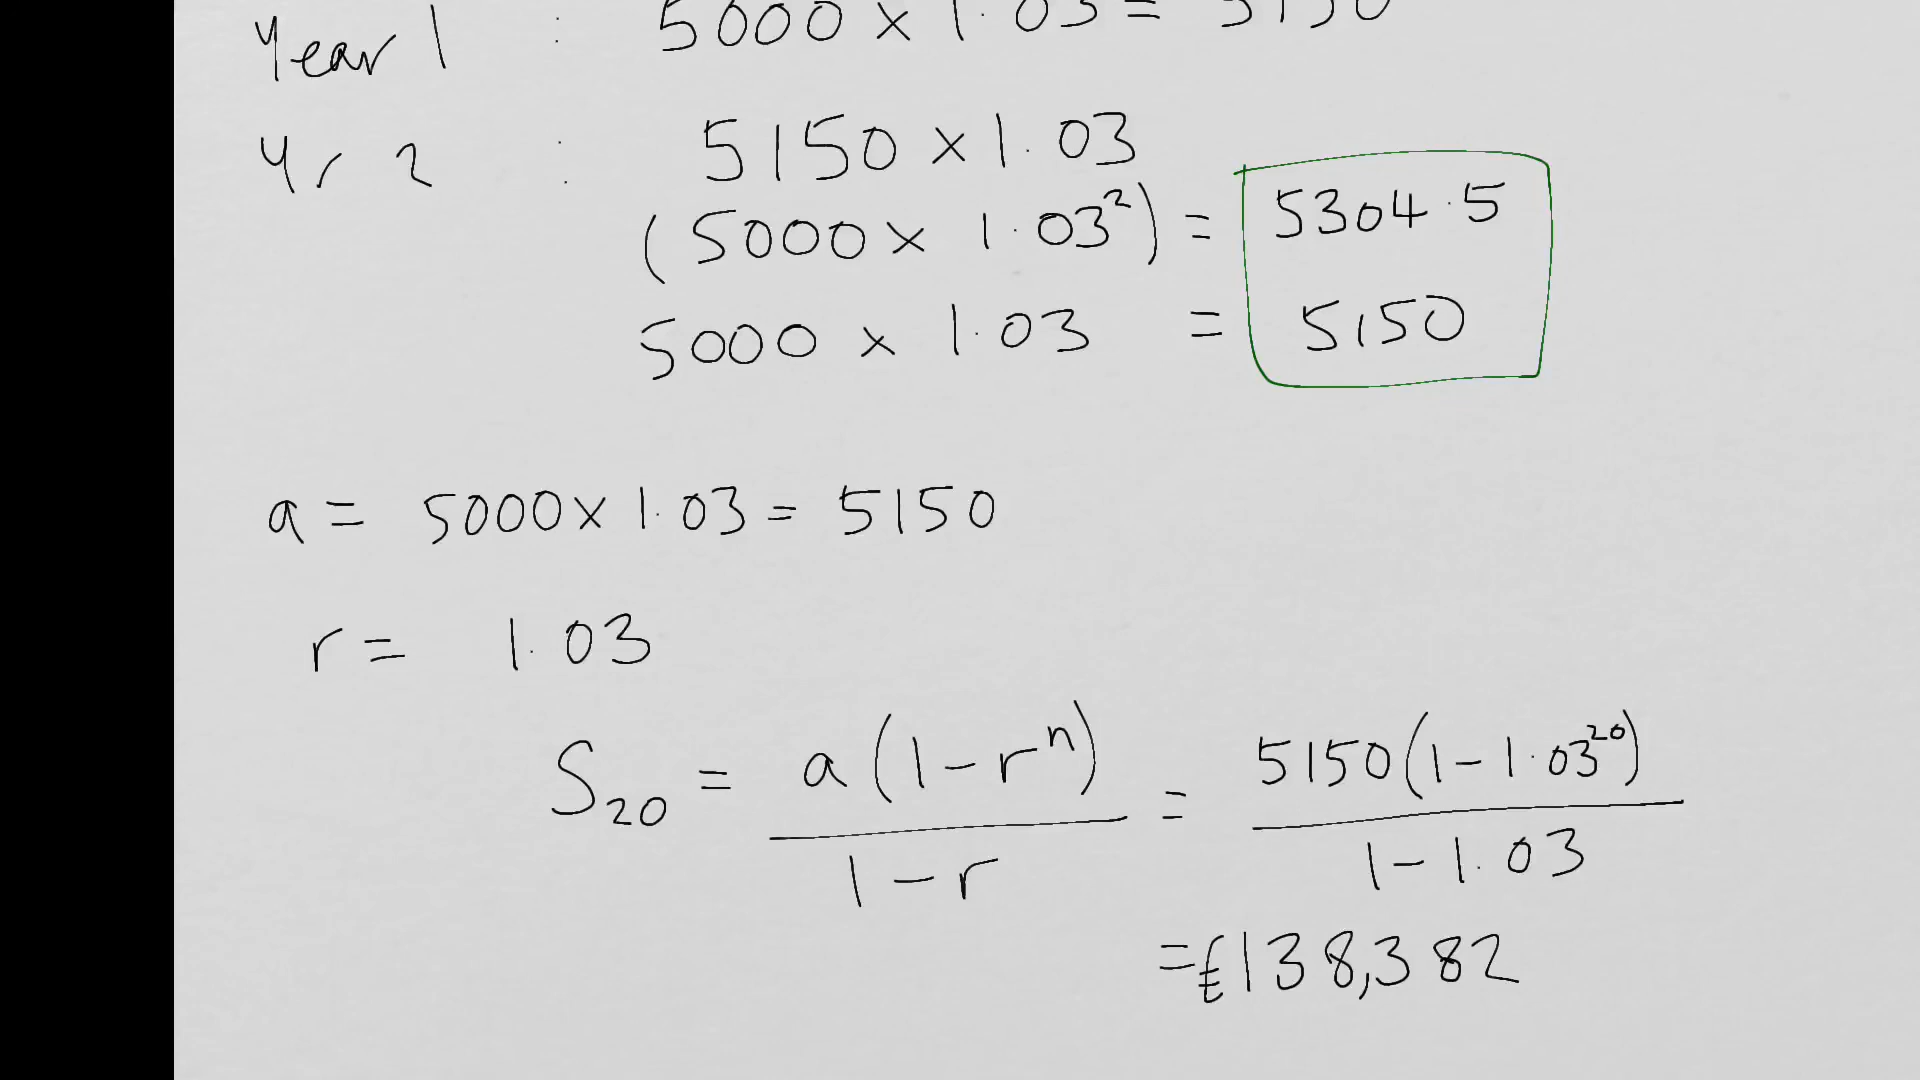 Year 1 : 5000 × 1.03 = 5150
Yr 2 : 5150 × 1.03
(5000 × 1.03²) = 5304.5
5000 × 1.03 = 5150
a = 5000 × 1.03 = 5150
r = 1.03
S₂₀ = a(1-rⁿ) / 1-r = 5150(1-1.03²⁰) / 1-1.03
= £138,382